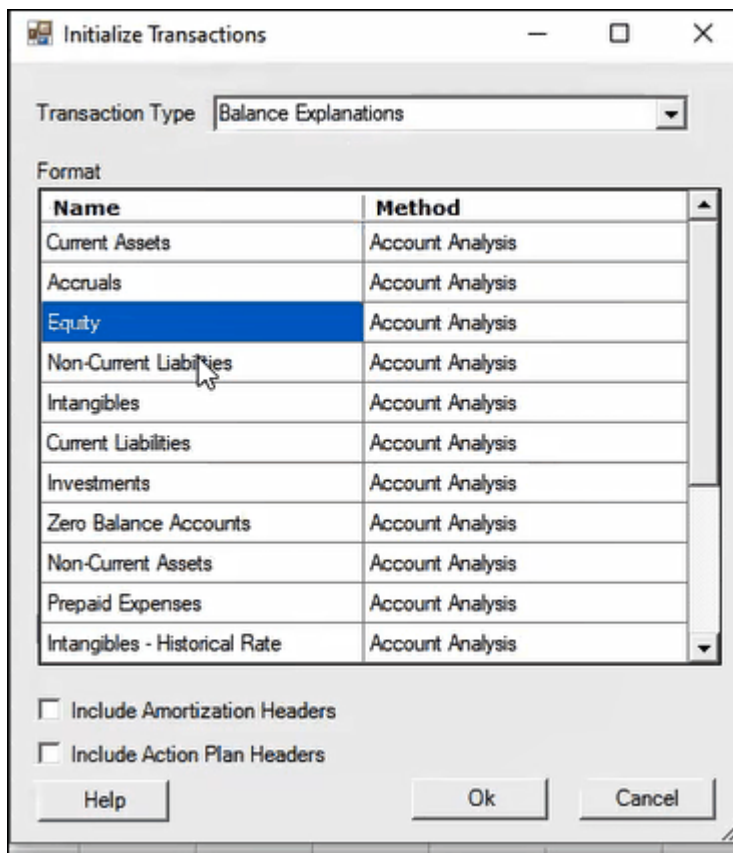 Initialize Transactions
Transaction Type Balance Explanations
Format
Name Method
Current Assets Account Analysis
Accruals Account Analysis
Equity Account Analysis
Non-Current Liabilities Account Analysis
Intangibles Account Analysis
Current Liabilities Account Analysis
Investments Account Analysis
Zero Balance Accounts Account Analysis
Non-Current Assets Account Analysis
Prepaid Expenses Account Analysis
Intangibles - Historical Rate Account Analysis
Include Amortization Headers
Include Action Plan Headers
Help Ok Cancel